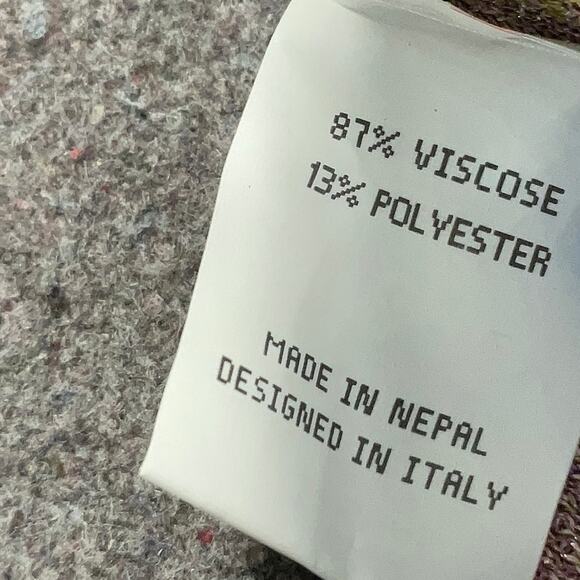 87% VISCOSE
13% POLYESTER
MADE IN NEPAL
DESIGNED IN ITALY